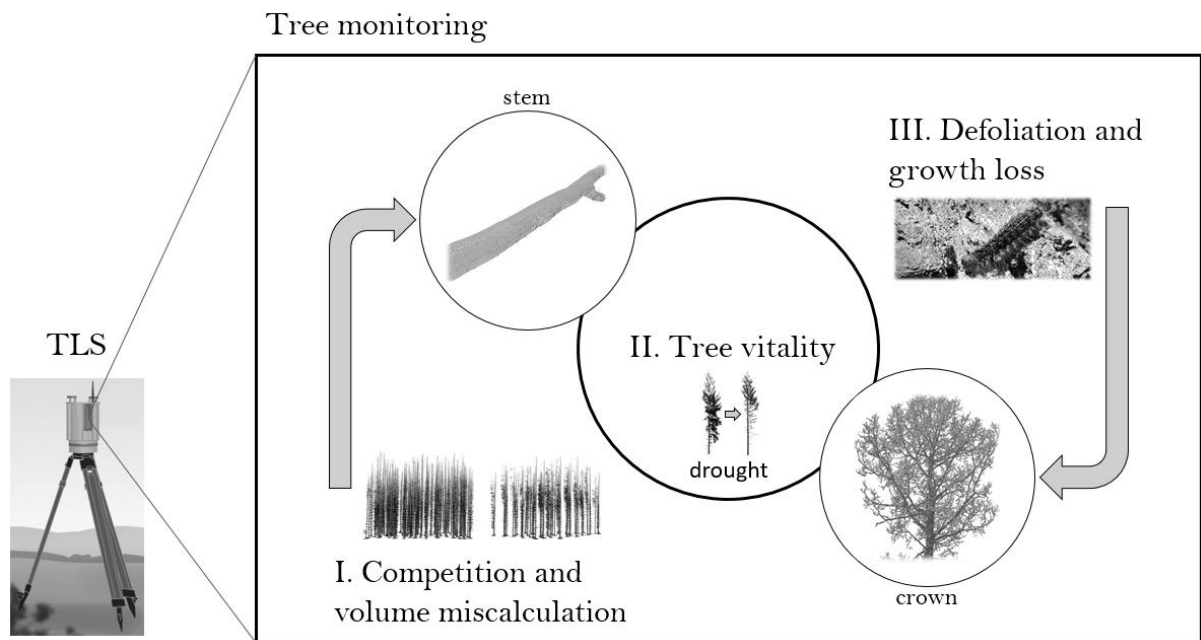 Tree monitoring
stem
III. Defoliation and
growth loss
TLS
II. Tree vitality
drought
I. Competition and
volume miscalculation
crown